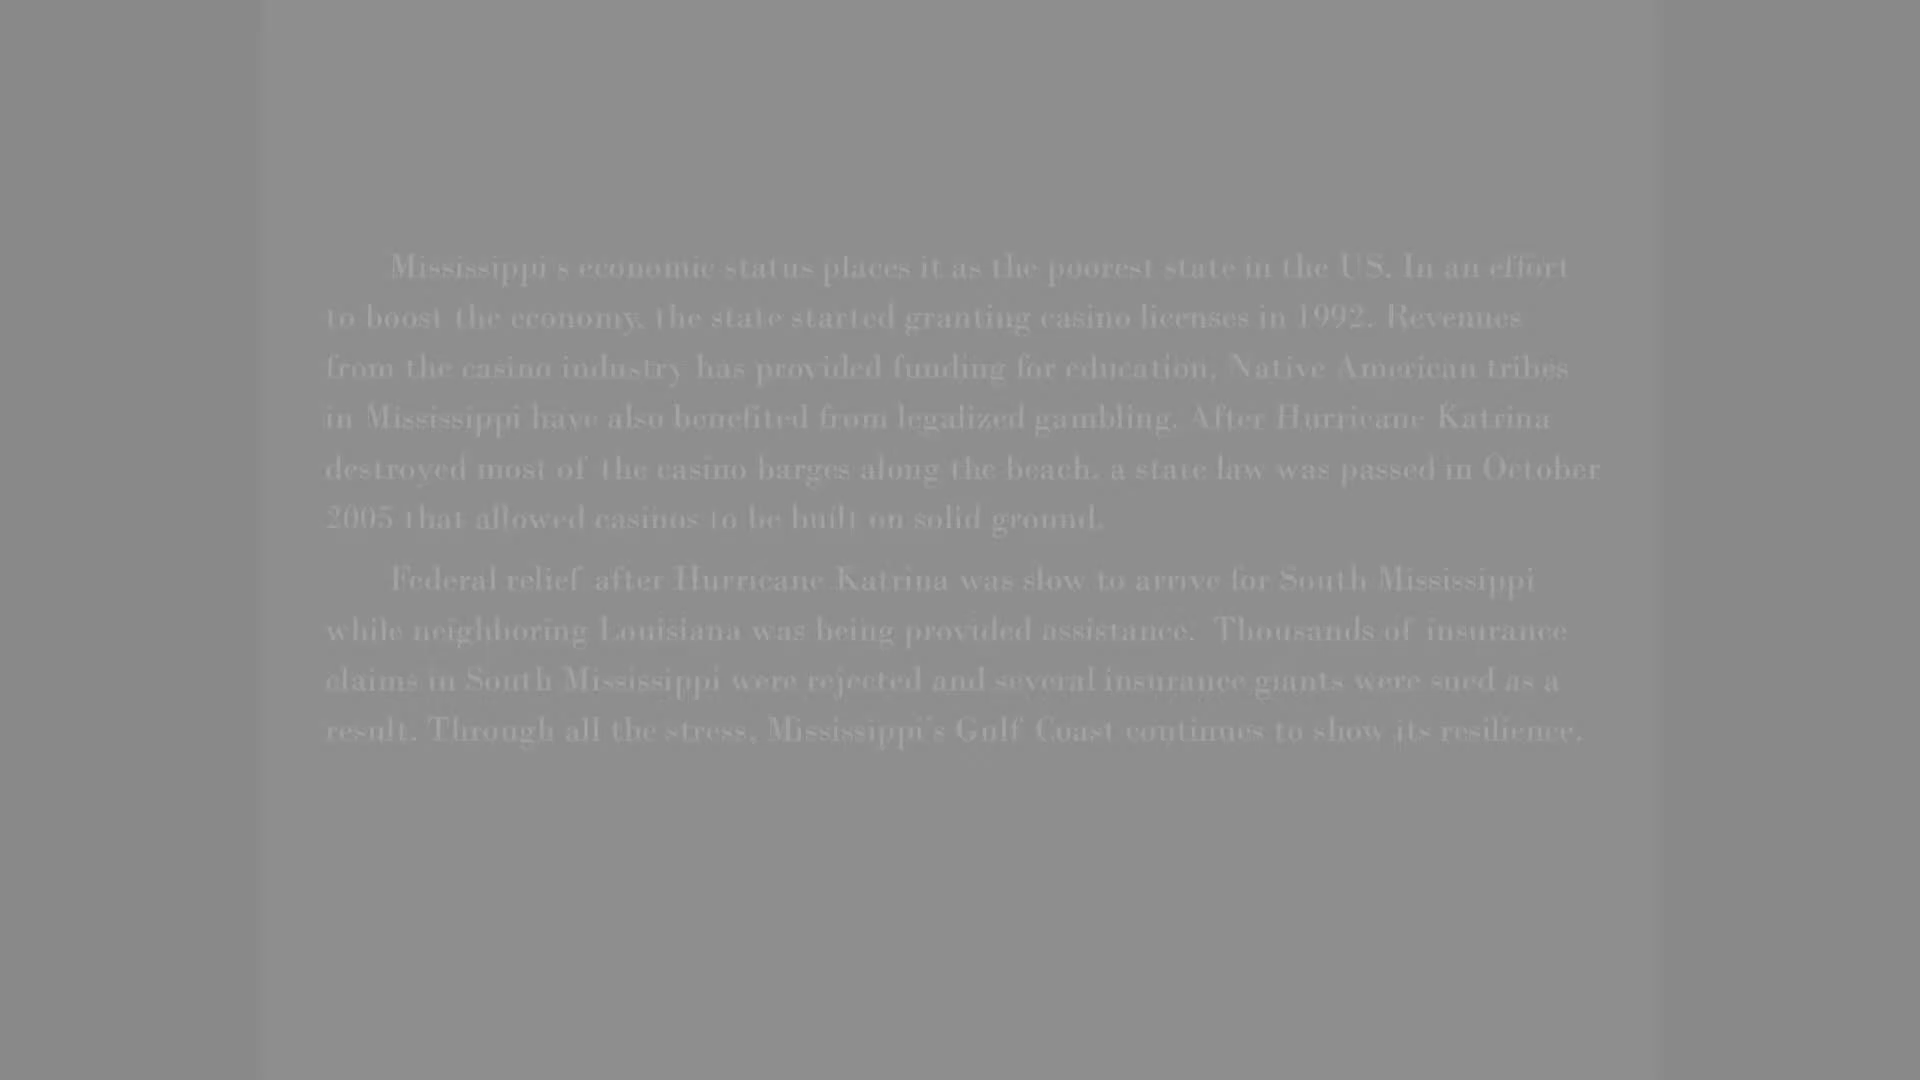 Mississippi's economic status places it as the poorest state in the US. In an effort
to boost the economy, the state started granting casino licenses in 1992. Revenues
from the casino industry has provided funding for education. Native American tribes
in Mississippi have also benefited from legalized gambling. After Hurricane Katrina
destroyed most of the casino barges along the beach, a state law was passed in October
2005 that allowed casinos to be built on solid ground.
Federal relief after Hurricane Katrina was slow to arrive for South Mississippi
while neighboring Louisiana was being provided assistance. Thousands of insurance
claims in South Mississippi were rejected and several insurance giants were sued as a
result. Through all the stress, Mississippi's Gulf Coast continues to show its resilience.